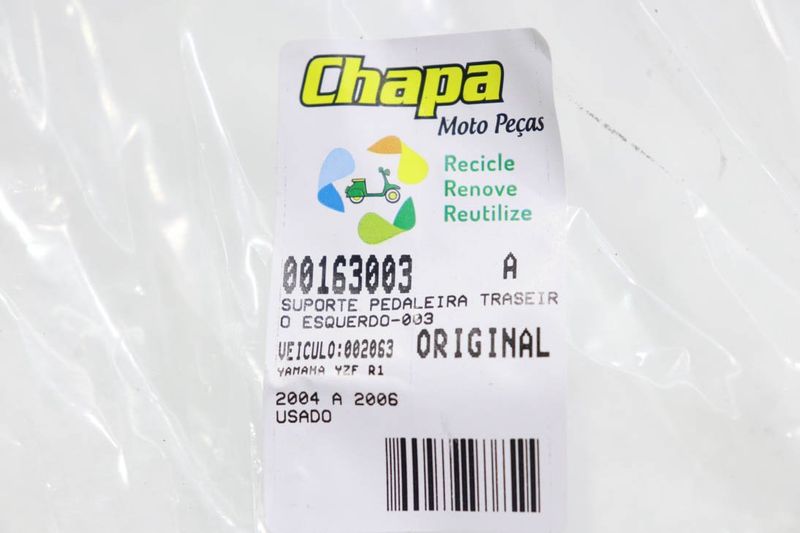 Chapa
Moto Peças
Recicle
Renove
Reutilize
00163003 A
SUPORTE PEDALEIRA TRASEIR
O ESQUERDO-003
VEICULO:002063 ORIGINAL
YAMAHA YZF R1
2004 A 2006
USADO